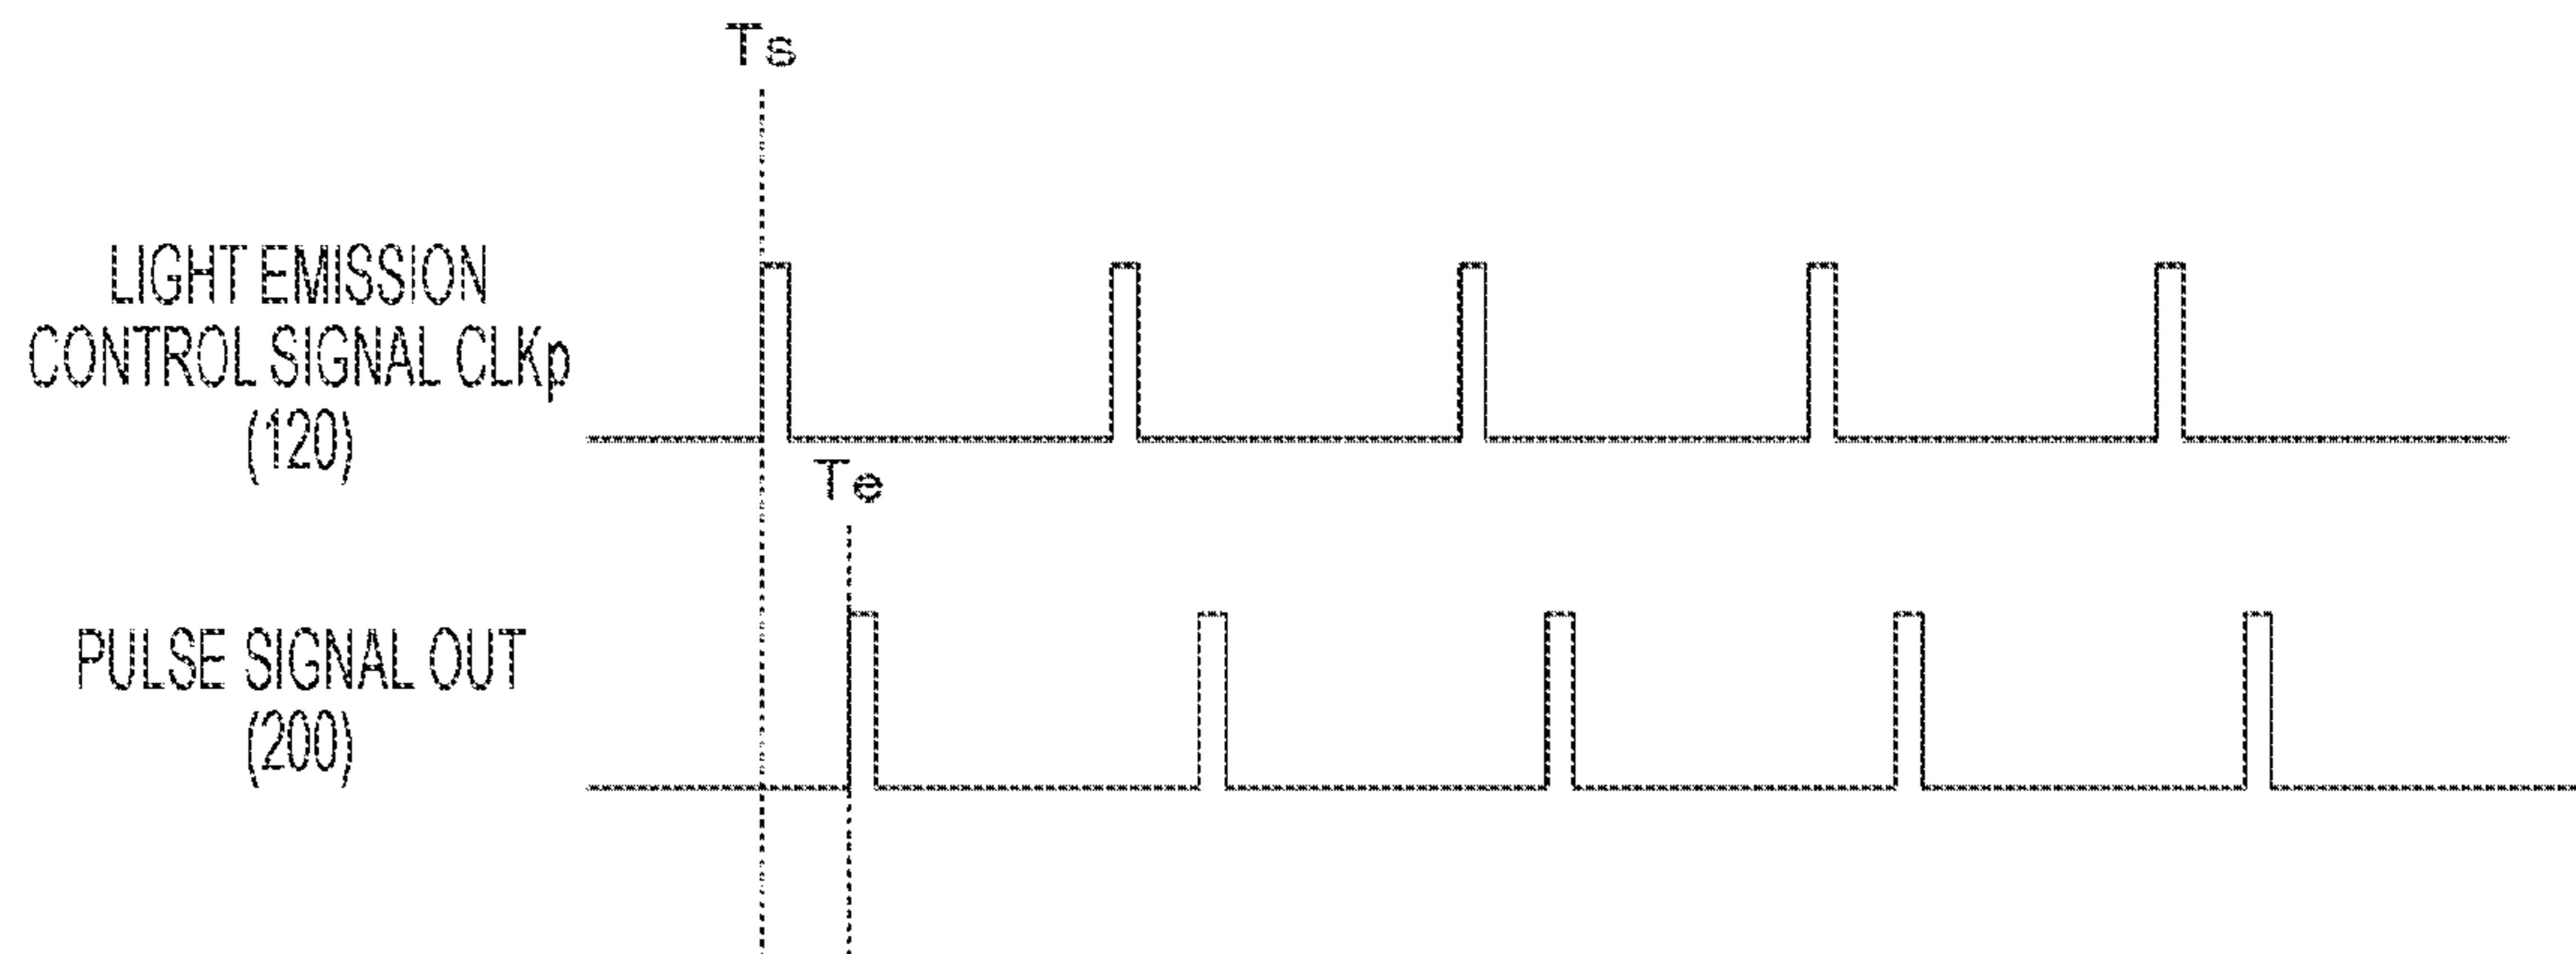 Ts
LIGHT EMISSION
CONTROL SIGNAL CLKp
(120)
Te
PULSE SIGNAL OUT
(200)